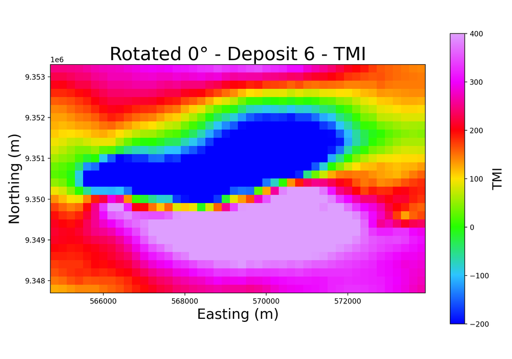 Rotated 0° - Deposit 6 - TMI
1e6
9.353
9.352
9.351
9.350
9.349
9.348
Northing (m)
566000 568000 570000 572000
Easting (m)
400
300
200
100
0
−100
−200
TMI